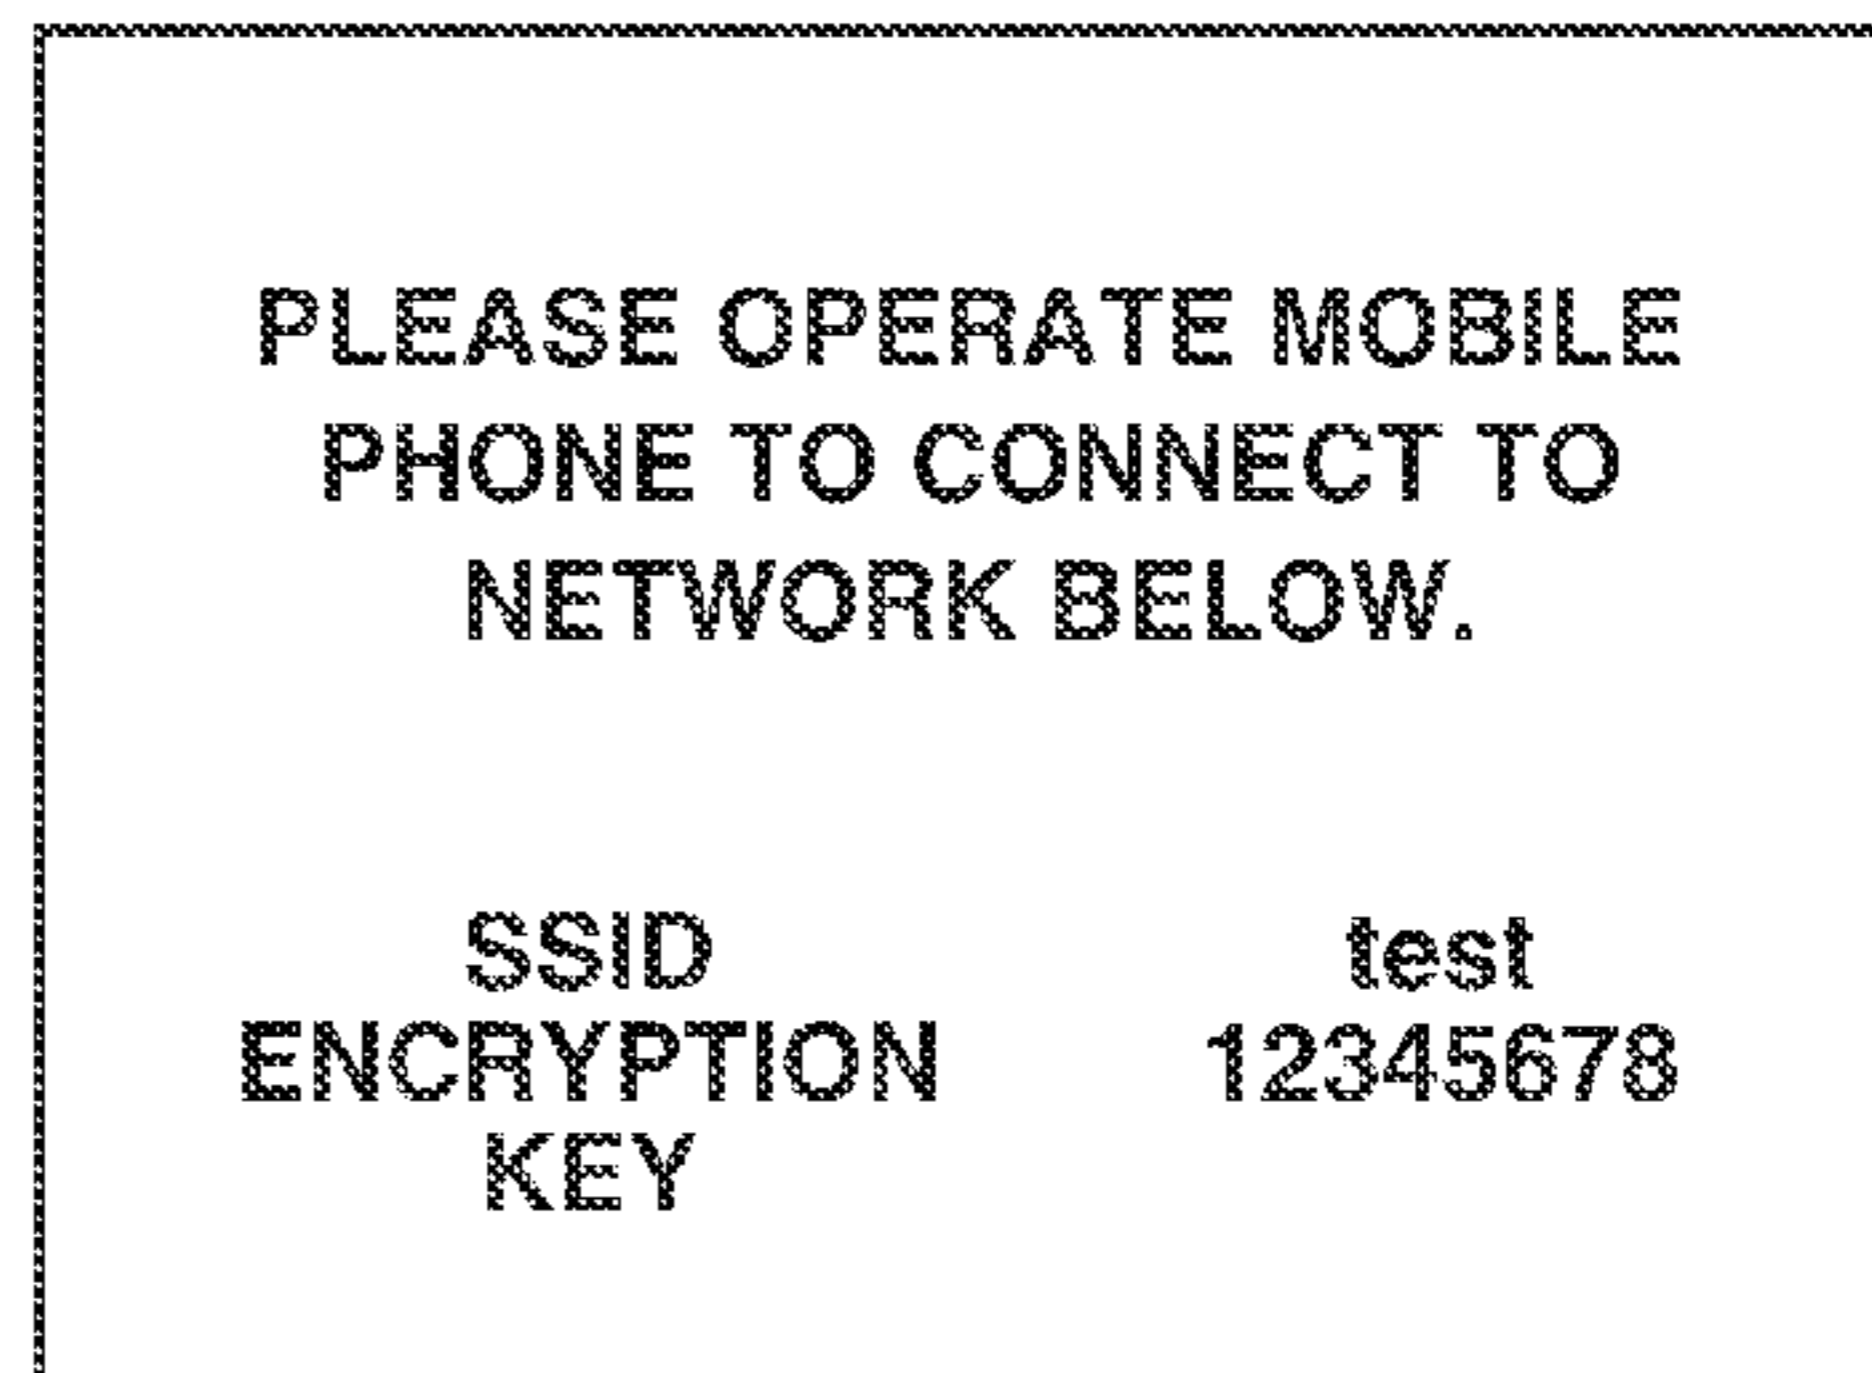 PLEASE OPERATE MOBILE
PHONE TO CONNECT TO
NETWORK BELOW.
SSID test
ENCRYPTION 12345678
KEY